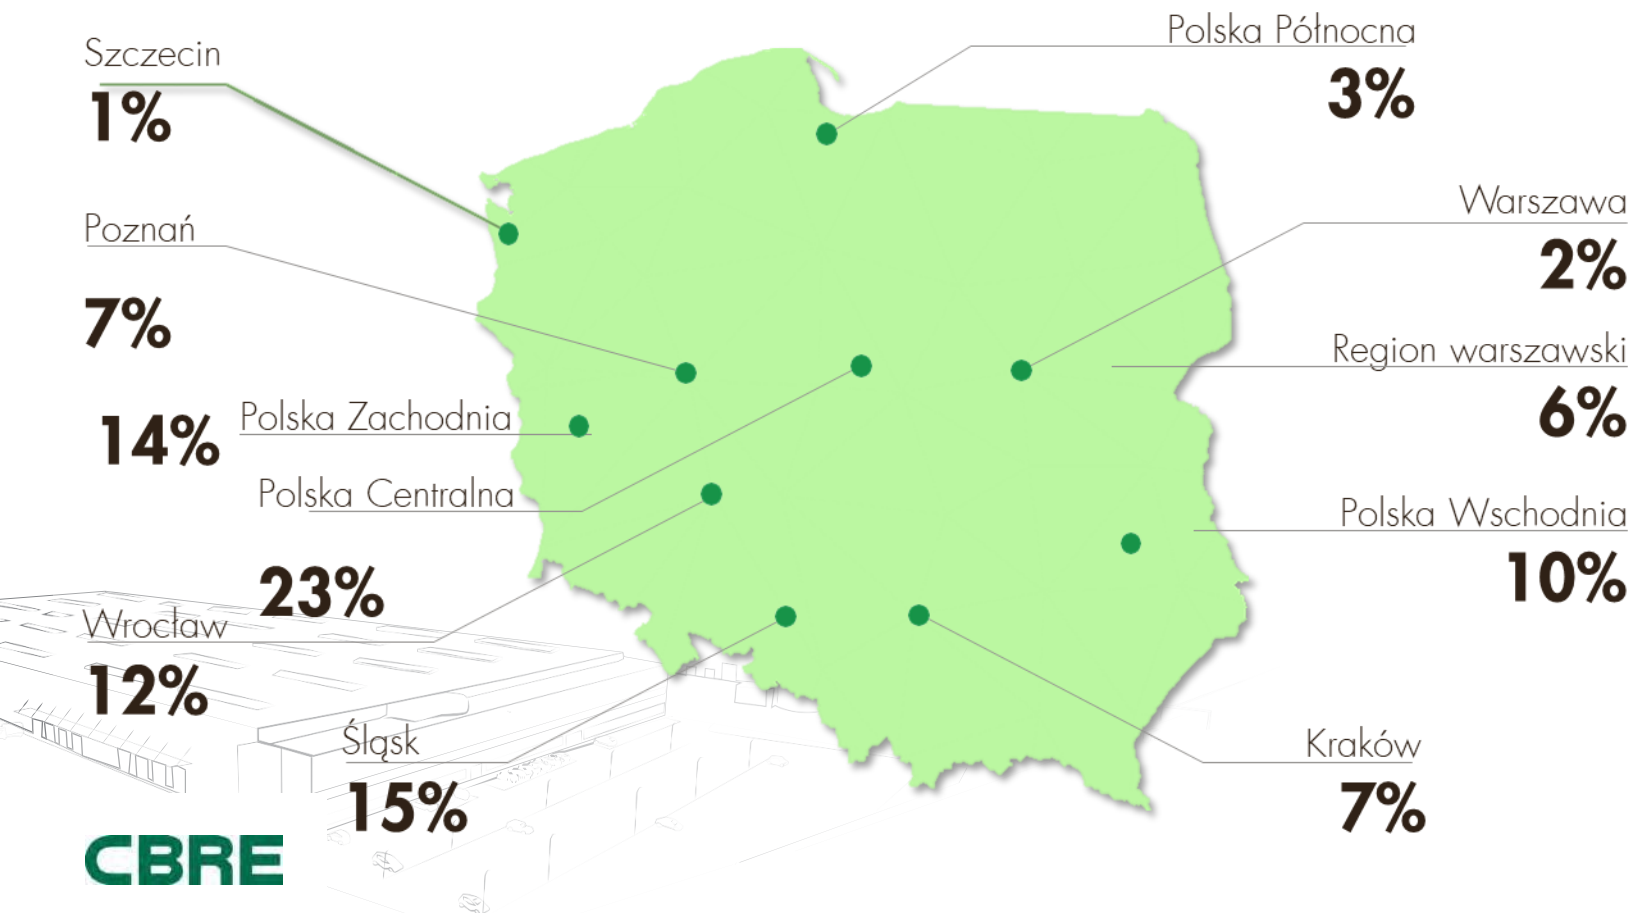 Szczecin
1%
Polska Północna
3%
Poznań
7%
Warszawa
2%
Region warszawski
6%
Polska Zachodnia
14%
Polska Centralna
23%
Polska Wschodnia
10%
Wrocław
12%
Śląsk
15%
Kraków
7%
CBRE